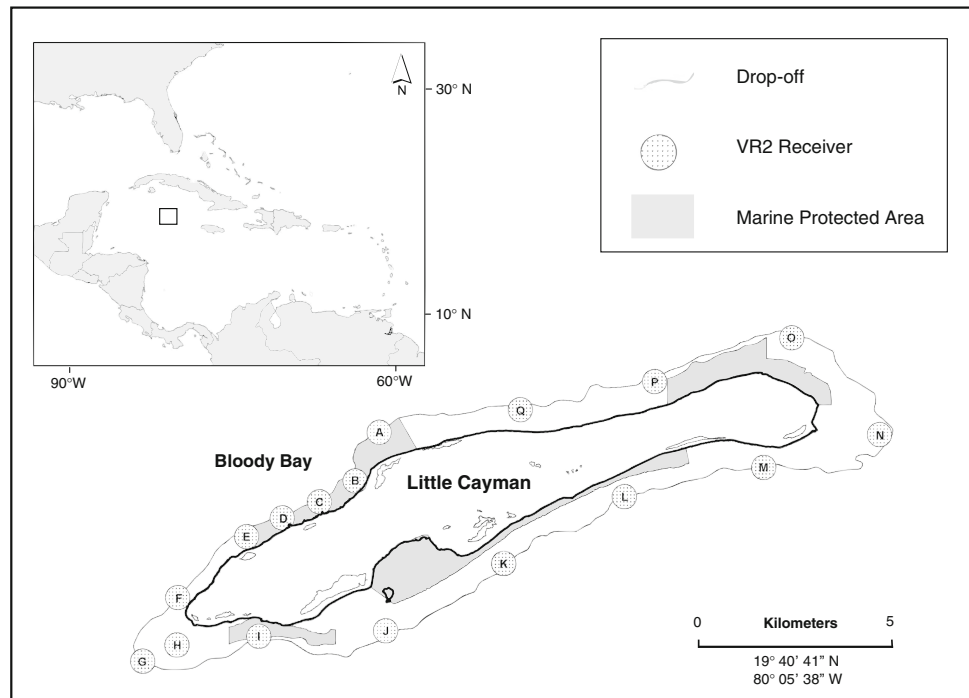 N
30° N
10° N
90°W
60°W
Drop-off
VR2 Receiver
Marine Protected Area
O
P
Q
A
N
Bloody Bay
B
Little Cayman
M
C
L
D
E
K
F
J
I
H
G
0 Kilometers 5
19° 40’ 41” N
80° 05’ 38” W